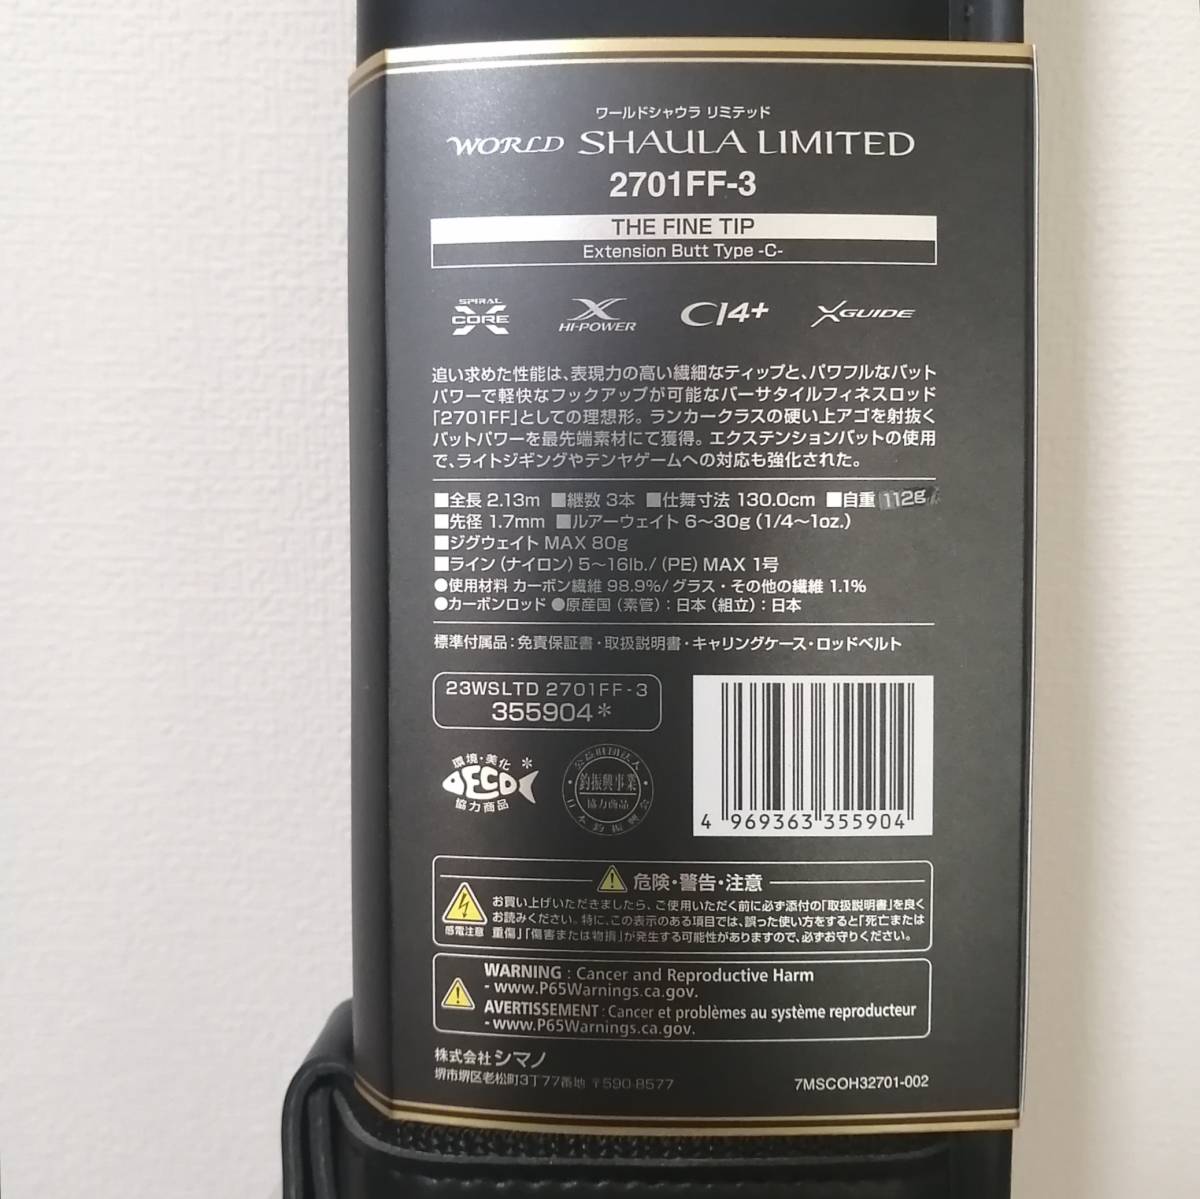 ワールドシャウラ リミテッド
WORLD SHAULA LIMITED
2701FF-3
THE FINE TIP
Extension Butt Type -C-
SPIRAL X CORE
X HI-POWER
CI4+
XGUIDE
追い求めた性能は、表現力の高い繊細なティップと、パワフルなバット
パワーで軽快なフックアップが可能なバーサタイルフィネスロッド
「2701FF」としての理想形。ランカークラスの硬い上アゴを射抜く
バットパワーを最先端素材にて獲得。エクステンションバットの使用
で、ライトジギングやテンヤゲームへの対応も強化された。
■全長 2.13m ■継数 3本 ■仕舞寸法 130.0cm ■自重 112g
■先径 1.7mm ■ルアーウェイト 6～30g (1/4～1oz.)
■ジグウェイト MAX 80g
■ライン (ナイロン) 5～16lb./ (PE) MAX 1号
●使用材料 カーボン繊維 98.9%/ グラス・その他の繊維 1.1%
●カーボンロッド ●原産国 (素管)：日本 (組立)：日本
標準付属品：免責保証書・取扱説明書・キャリングケース・ロッドベルト
23WSLTD 2701FF-3
355904*
環境・美化 *
ECO
協力商品
公益財団法人
釣振興事業
協力商品
日本釣振興会
4 969363 355904
危険・警告・注意
お買い上げいただきましたら、ご使用いただく前に必ず添付の「取扱説明書」を良く
お読みください。特に、この表示のある項目では、誤った使い方をすると「死亡または
感電注意 重傷」「傷害または物損」が発生する可能性がありますので、必ずお守りください。
WARNING : Cancer and Reproductive Harm
- www.P65Warnings.ca.gov.
AVERTISSEMENT : Cancer et problèmes au système reproducteur
- www.P65Warnings.ca.gov.
株式会社 シマノ
堺市堺区老松町3丁77番地 〒590-8577
7MSCOH32701-002